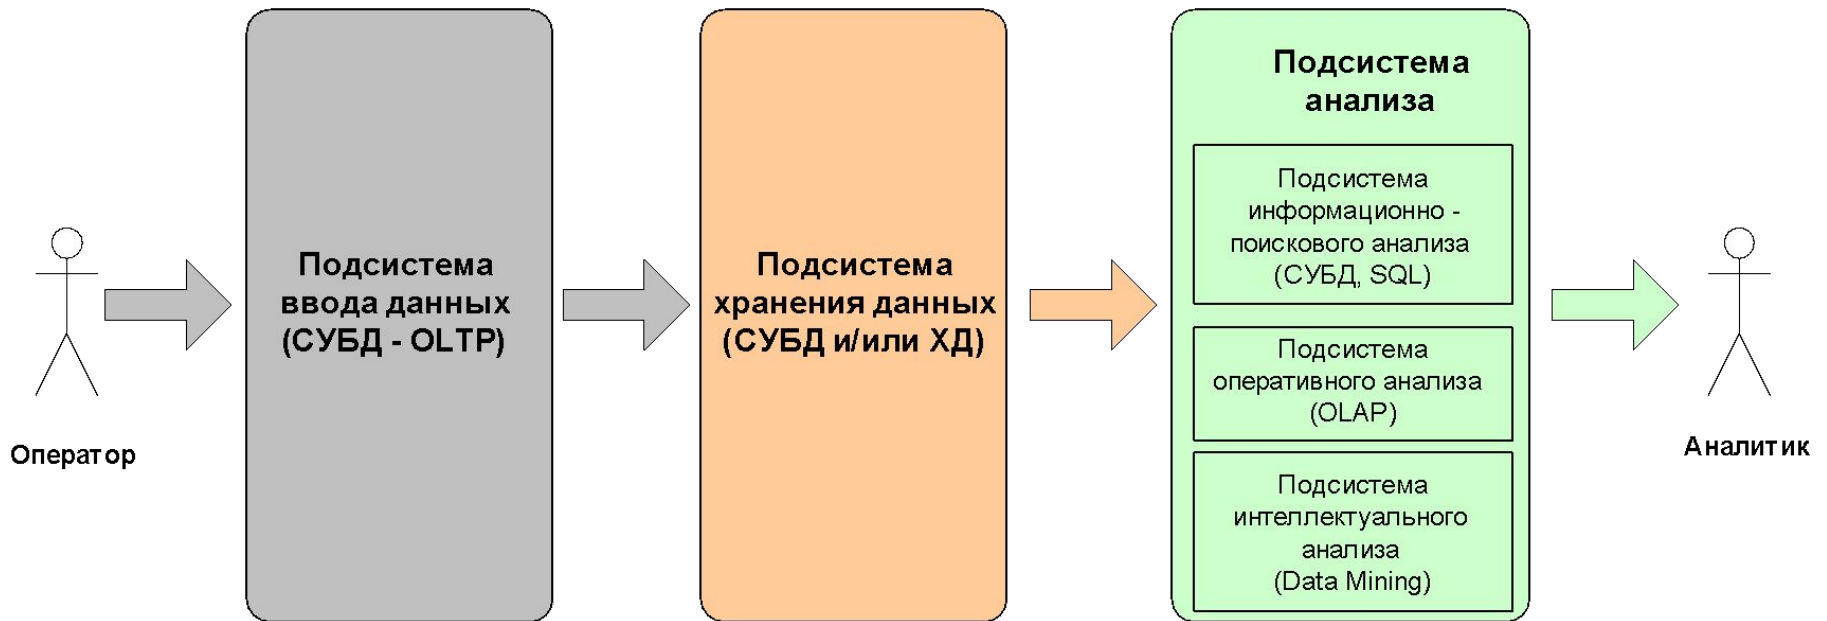 Оператор
Подсистема
ввода данных
(СУБД - OLTP)
Подсистема
хранения данных
(СУБД и/или ХД)
Подсистема
анализа
Подсистема
информационно -
поискового анализа
(СУБД, SQL)
Подсистема
оперативного анализа
(OLAP)
Подсистема
интеллектуального
анализа
(Data Mining)
Аналитик